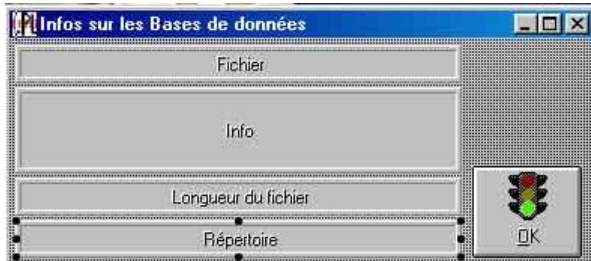 Infos sur les Bases de données
Fichier
Info
Longueur du fichier
Répertoire
OK